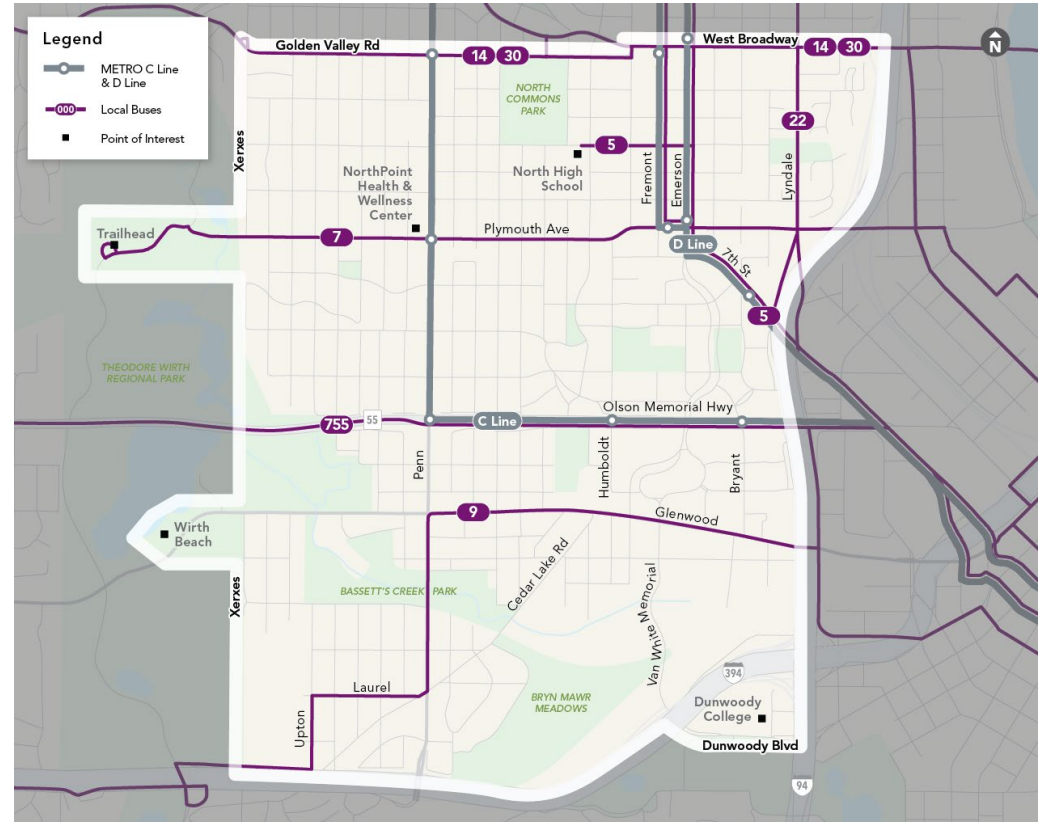 Legend
METRO C Line
& D Line
000 Local Buses
Point of Interest
N
Golden Valley Rd
14 30
West Broadway
14 30
NORTH
COMMONS
PARK
22
Xerxes
5
North High
School
NorthPoint
Health &
Wellness
Center
Fremont
Emerson
Lyndale
Trailhead
7
Plymouth Ave
D Line
7th St
5
THEODORE WIRTH
REGIONAL PARK
Olson Memorial Hwy
755
55
C Line
Penn
Humboldt
Bryant
9
Glenwood
Wirth
Beach
Cedar Lake Rd
Van White Memorial
Xerxes
BASSETT'S CREEK PARK
394
Laurel
Upton
BRYN MAWR
MEADOWS
Dunwoody
College
Dunwoody Blvd
94